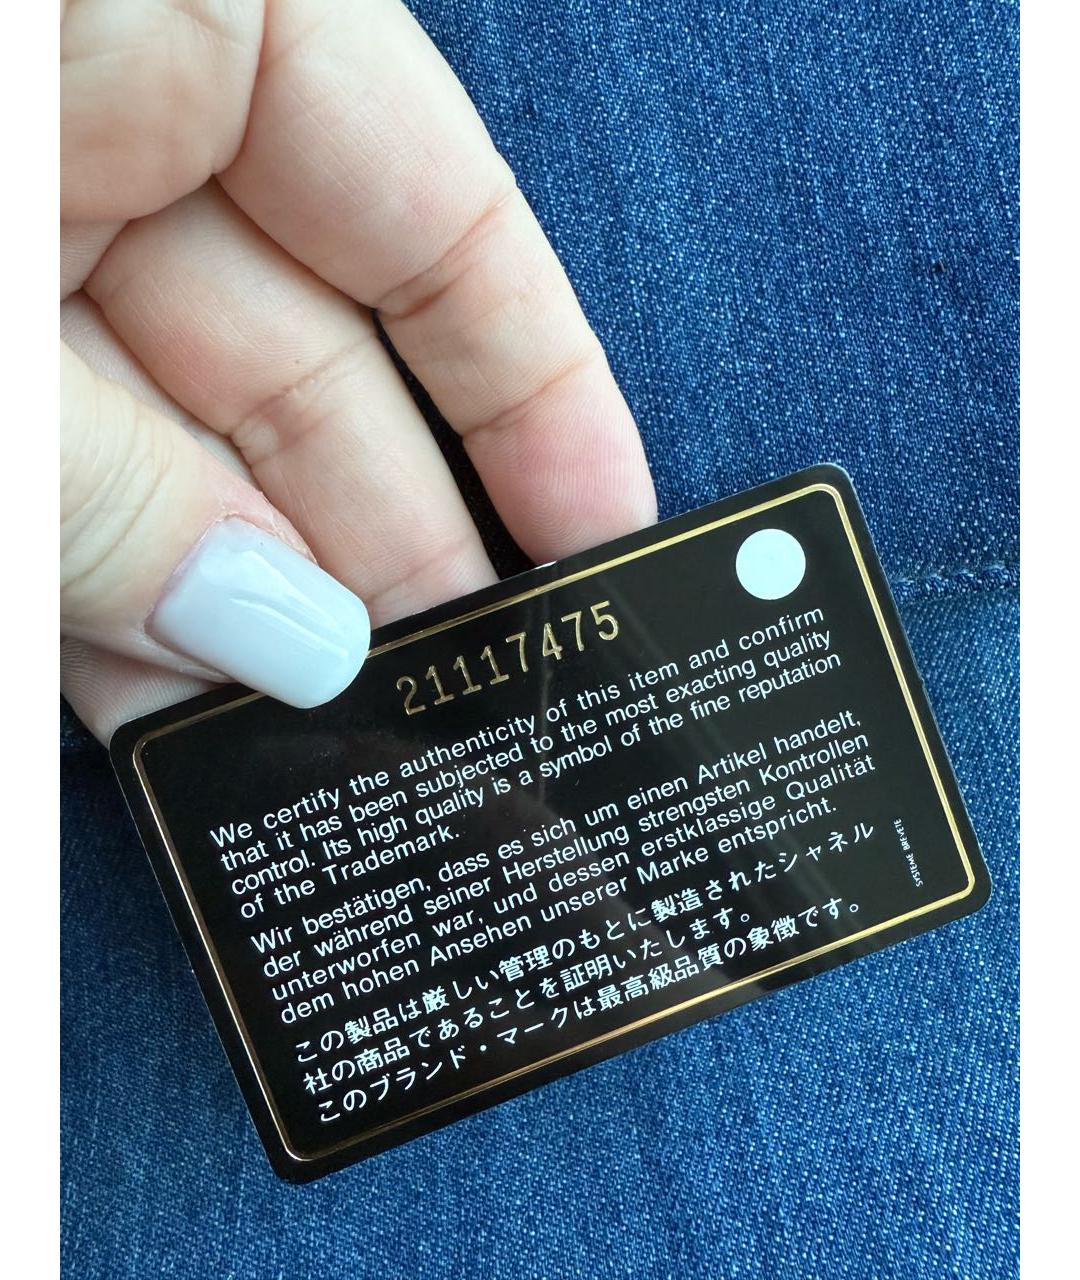 21117475
We certify the authenticity of this item and confirm
that it has been subjected to the most exacting quality
control. Its high quality is a symbol of the fine reputation
of the Trademark.
Wir bestätigen, dass es sich um einen Artikel handelt,
der während seiner Herstellung strengsten Kontrollen
unterworfen war, und dessen erstklassige Qualität
dem hohen Ansehen unserer Marke entspricht.
この製品は厳しい管理のもとに製造されたシャネル
社の商品であることを証明いたします。
このブランド・マークは最高級品質の象徴です。
SYSTEME BREVETE